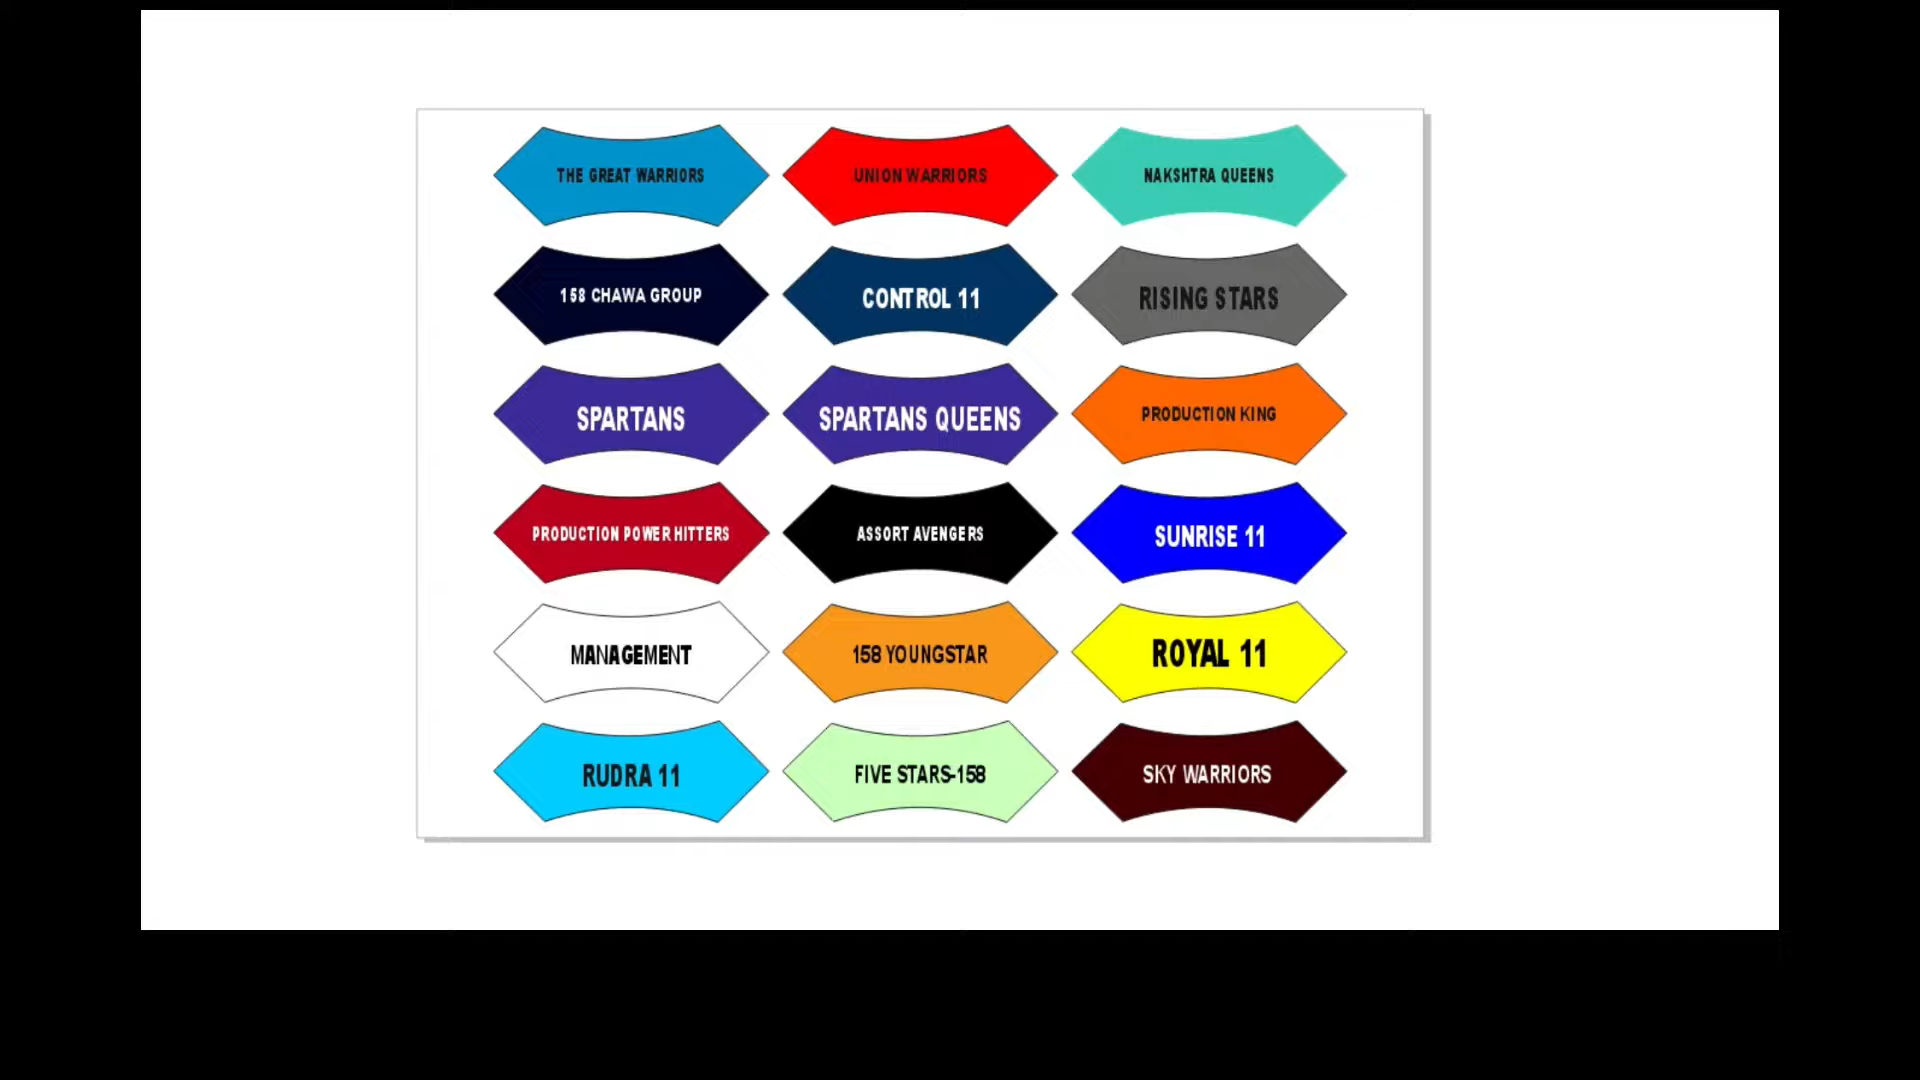 THE GREAT WARRIORS
UNION WARRIORS
NAKSHTRA QUEENS
158 CHAWA GROUP
CONTROL 11
RISING STARS
SPARTANS
SPARTANS QUEENS
PRODUCTION KING
PRODUCTION POWER HITTERS
ASSORT AVENGERS
SUNRISE 11
MANAGEMENT
158 YOUNGSTAR
ROYAL 11
RUDRA 11
FIVE STARS-158
SKY WARRIORS